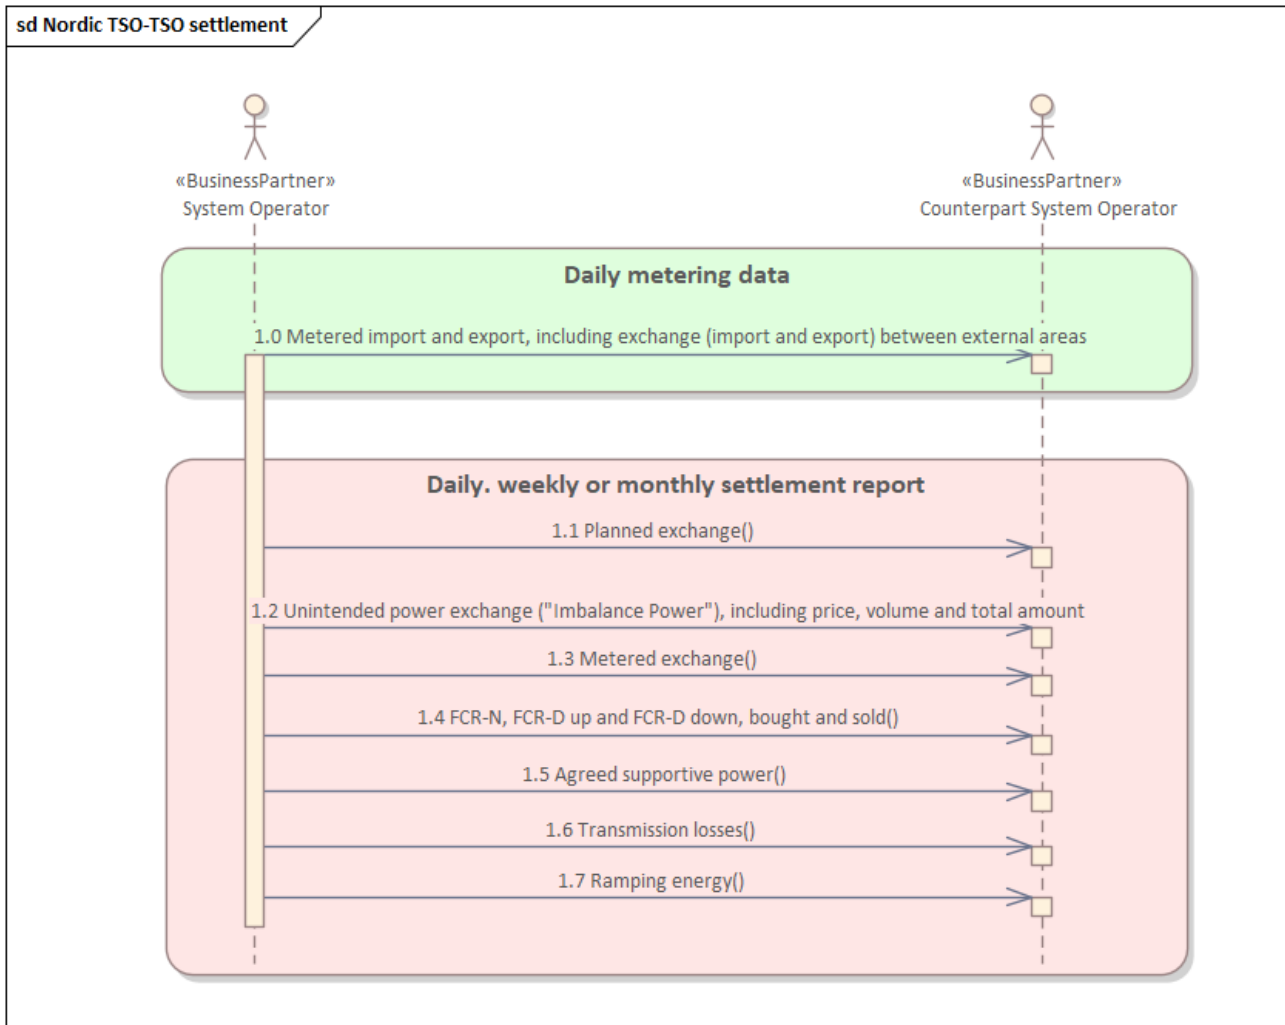 sd Nordic TSO-TSO settlement
«BusinessPartner»
System Operator
«BusinessPartner»
Counterpart System Operator
Daily metering data
1.0 Metered import and export, including exchange (import and export) between external areas
Daily. weekly or monthly settlement report
1.1 Planned exchange()
1.2 Unintended power exchange ("Imbalance Power"), including price, volume and total amount
1.3 Metered exchange()
1.4 FCR-N, FCR-D up and FCR-D down, bought and sold()
1.5 Agreed supportive power()
1.6 Transmission losses()
1.7 Ramping energy()